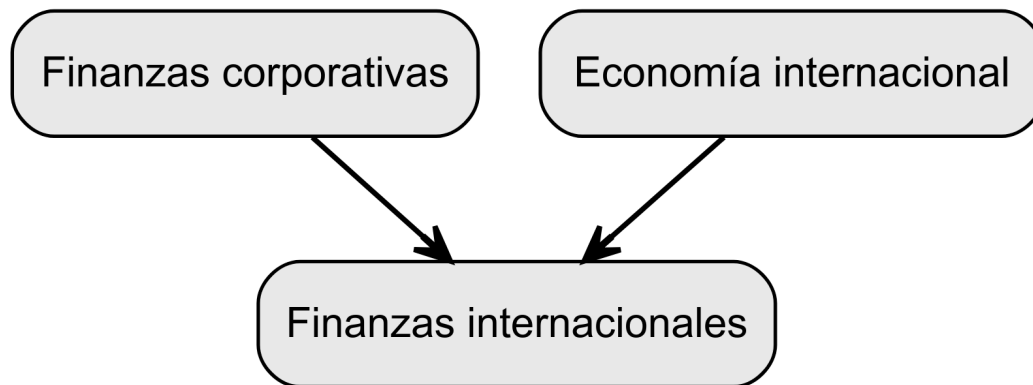 Finanzas corporativas
Economía internacional
Finanzas internacionales